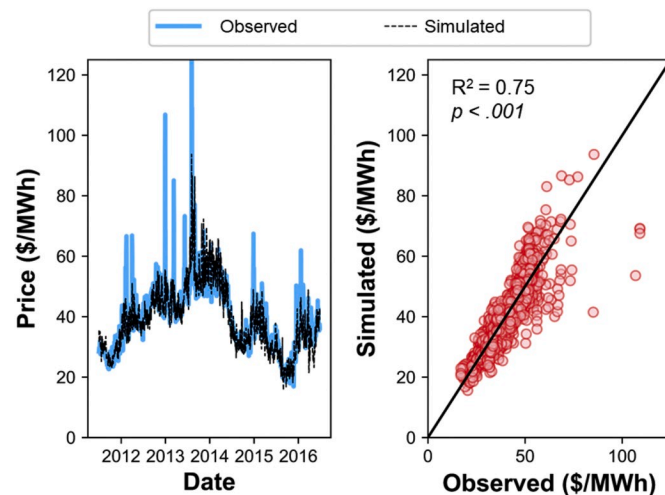 Observed
Simulated
Price ($/MWh)
120
100
80
60
40
20
0
2012
2013
2014
2015
2016
Date
R² = 0.75
p < .001
Simulated ($/MWh)
120
100
80
60
40
20
0
0
50
100
Observed ($/MWh)